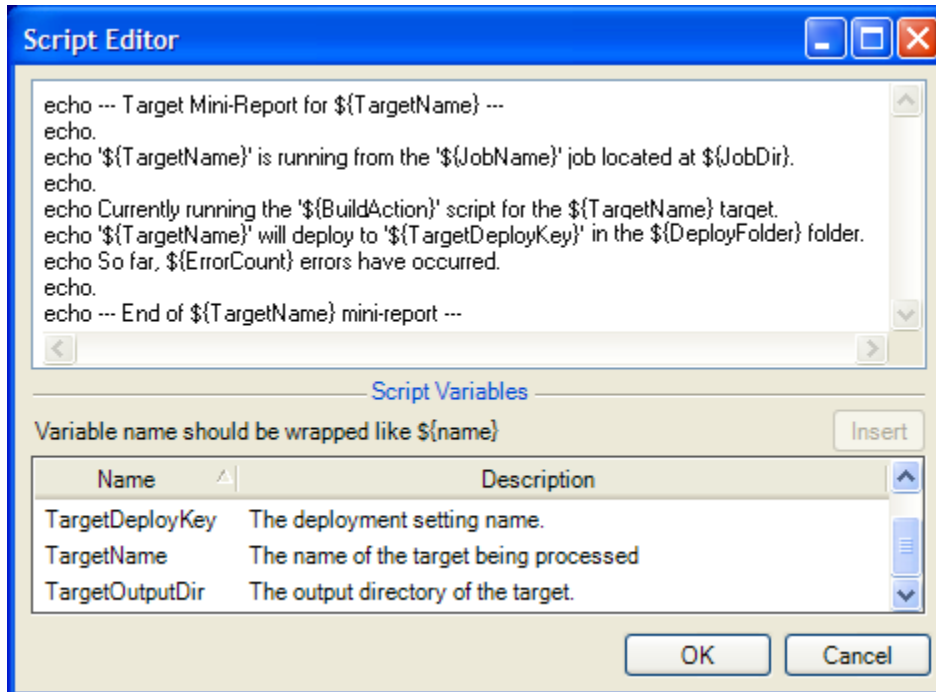 Script Editor
echo --- Target Mini-Report for ${TargetName} ---
echo.
echo '${TargetName}' is running from the '${JobName}' job located at ${JobDir}.
echo.
echo Currently running the '${BuildAction}' script for the ${TargetName} target.
echo '${TargetName}' will deploy to '${TargetDeployKey}' in the ${DeployFolder} folder.
echo So far, ${ErrorCount} errors have occurred.
echo.
echo --- End of ${TargetName} mini-report ---
Script Variables
Variable name should be wrapped like ${name} Insert
Name Description
TargetDeployKey The deployment setting name.
TargetName The name of the target being processed
TargetOutputDir The output directory of the target.
OK Cancel